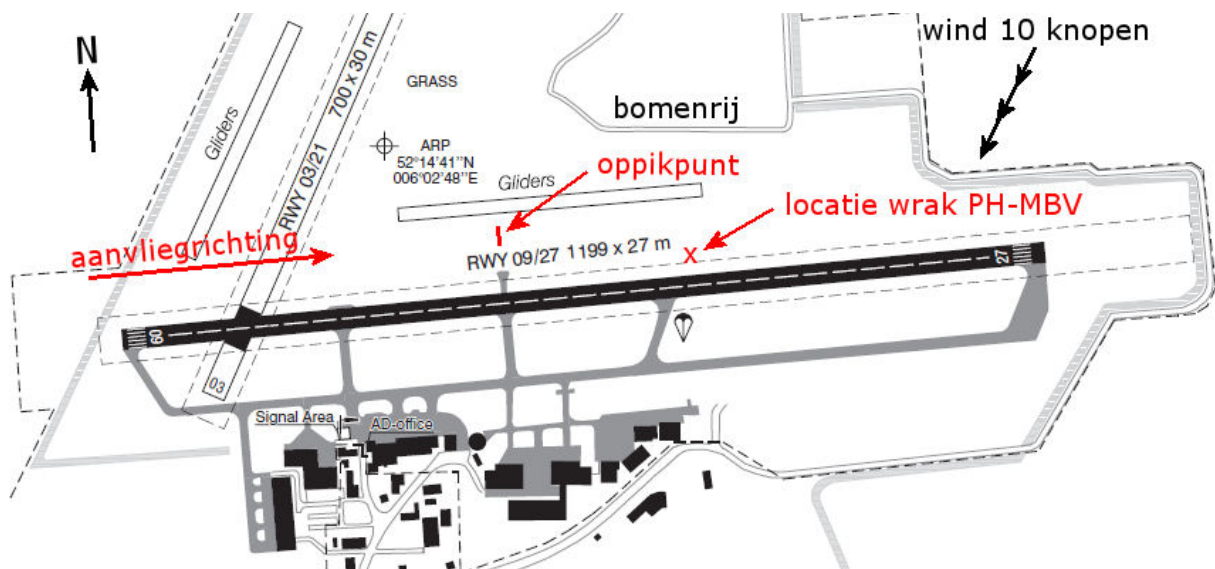 wind 10 knopen
N
700 x 30 m
GRASS
bomenrij
Gliders
ARP
52°14'41''N
006°02'48''E
oppikpunt
Gliders
RWY 03/21
locatie wrak PH-MBV
aanvliegrichting
RWY 09/27 1199 x 27 m
27
09
03
Signal Area
AD-office